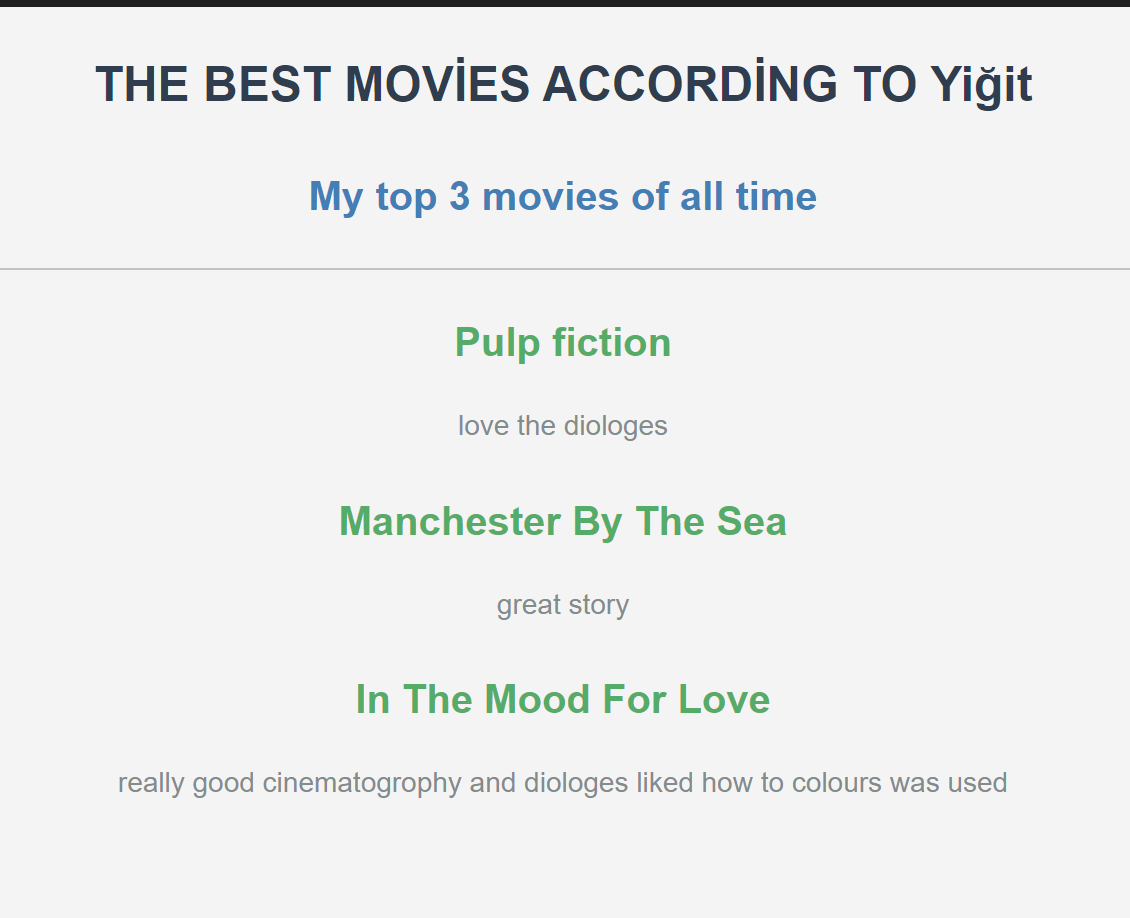 THE BEST MOVİES ACCORDİNG TO Yiğit
My top 3 movies of all time
Pulp fiction
love the diologes
Manchester By The Sea
great story
In The Mood For Love
really good cinematogrophy and diologes liked how to colours was used